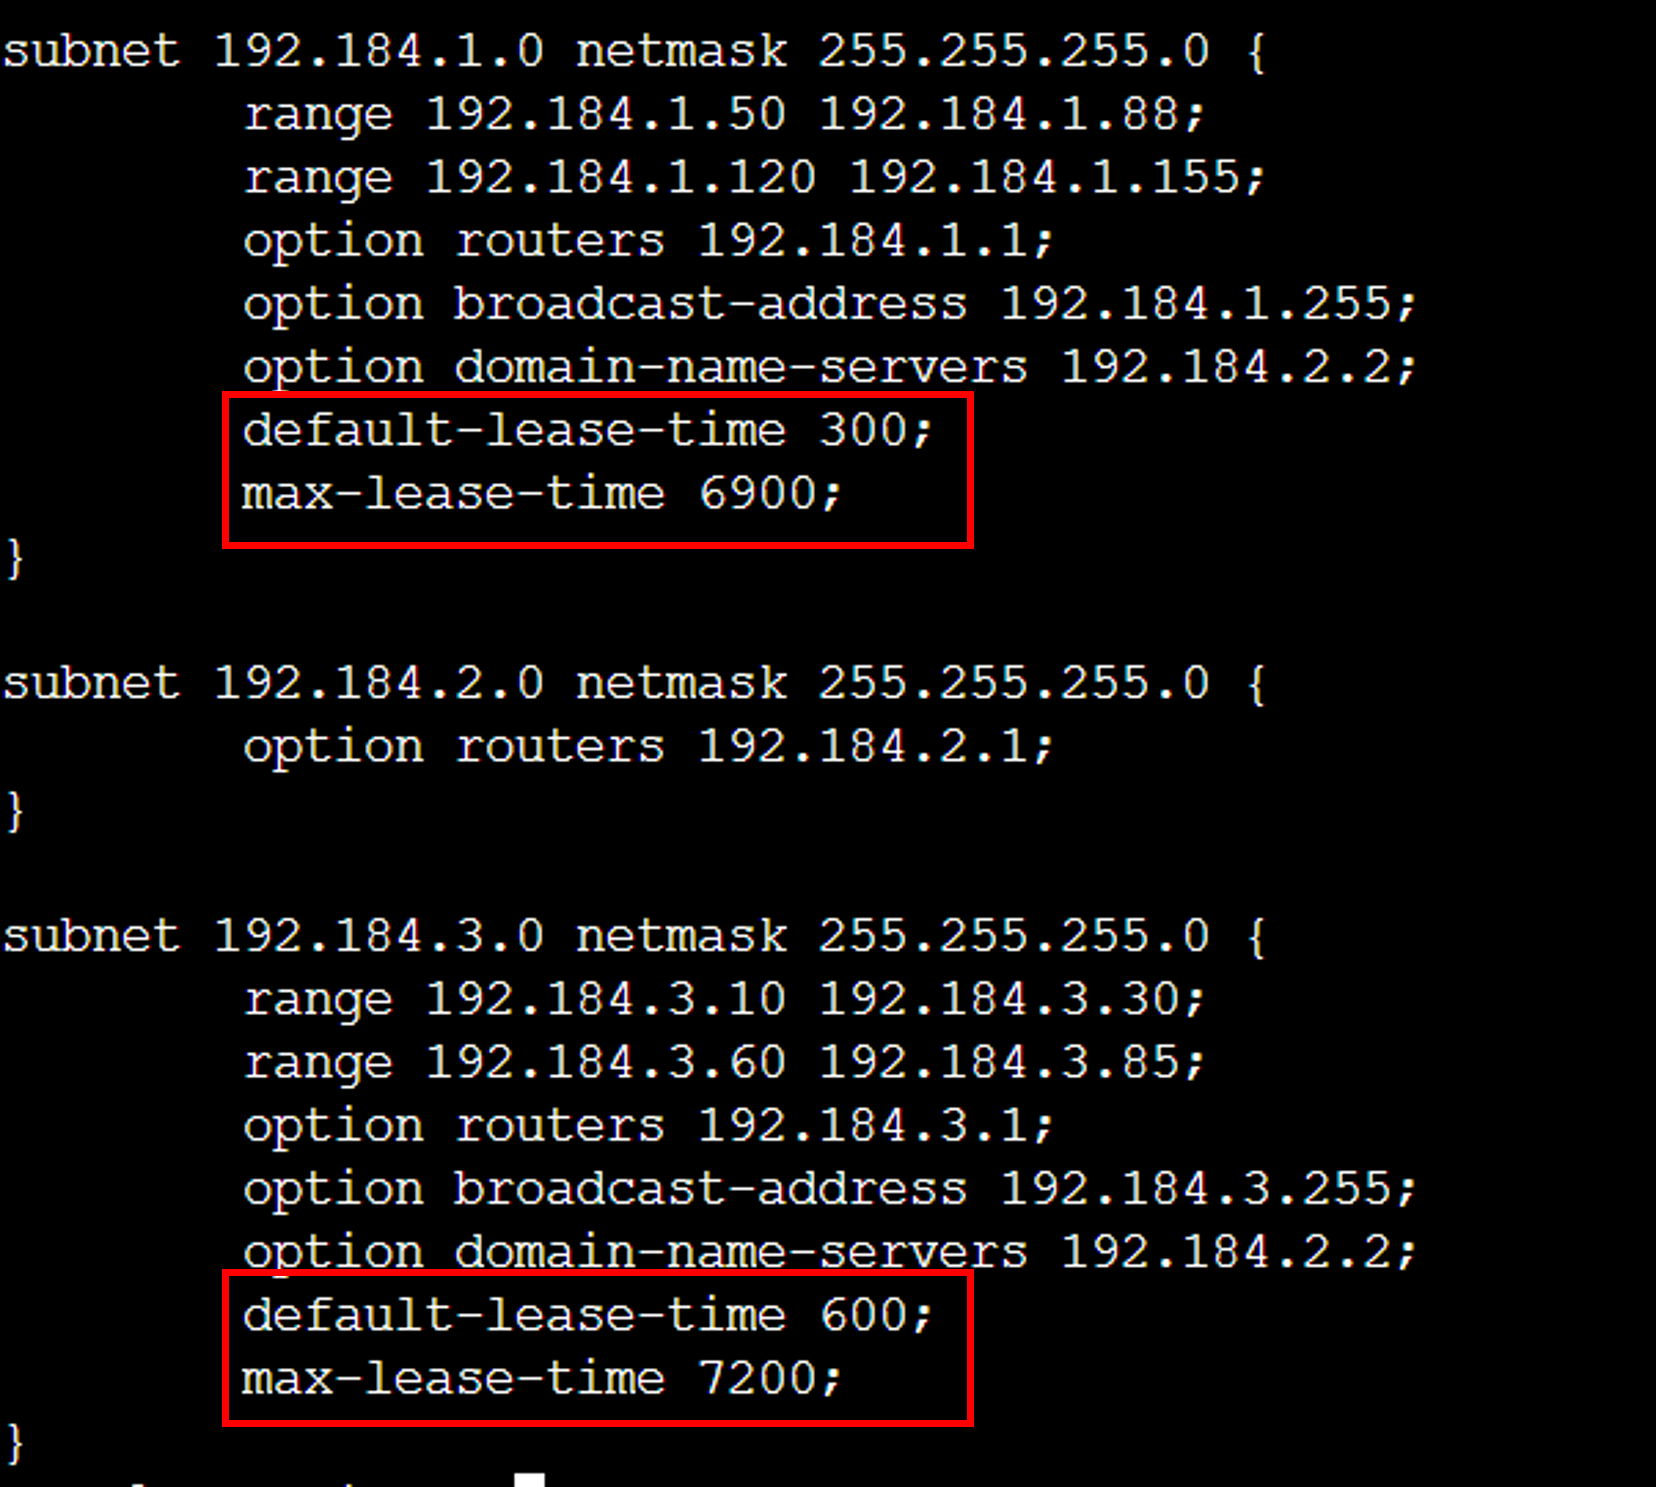 subnet 192.184.1.0 netmask 255.255.255.0 {
        range 192.184.1.50 192.184.1.88;
        range 192.184.1.120 192.184.1.155;
        option routers 192.184.1.1;
        option broadcast-address 192.184.1.255;
        option domain-name-servers 192.184.2.2;
        default-lease-time 300;
        max-lease-time 6900;
}

subnet 192.184.2.0 netmask 255.255.255.0 {
        option routers 192.184.2.1;
}

subnet 192.184.3.0 netmask 255.255.255.0 {
        range 192.184.3.10 192.184.3.30;
        range 192.184.3.60 192.184.3.85;
        option routers 192.184.3.1;
        option broadcast-address 192.184.3.255;
        option domain-name-servers 192.184.2.2;
        default-lease-time 600;
        max-lease-time 7200;
}